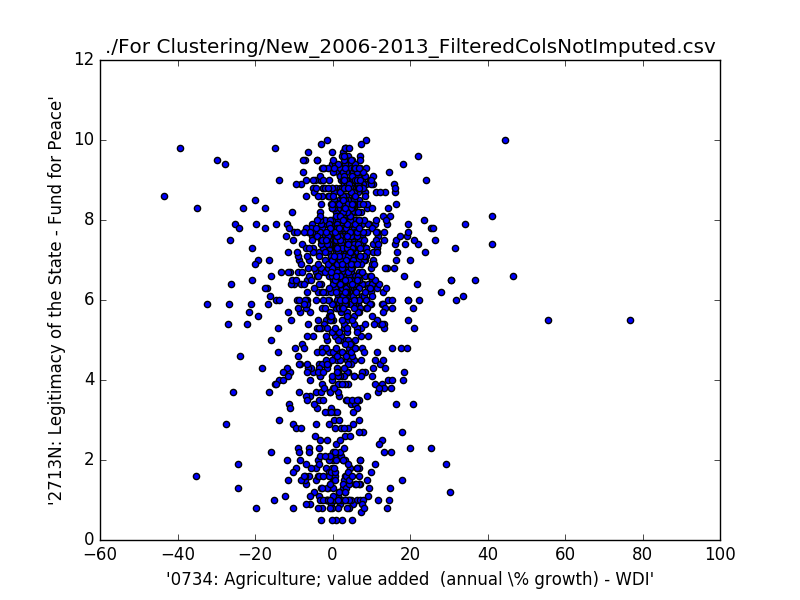 ./For Clustering/New_2006-2013_FilteredColsNotImputed.csv
12
10
8
6
4
2
0
'2713N: Legitimacy of the State - Fund for Peace'
−60 −40 −20 0 20 40 60 80 100
'0734: Agriculture; value added  (annual \% growth) - WDI'